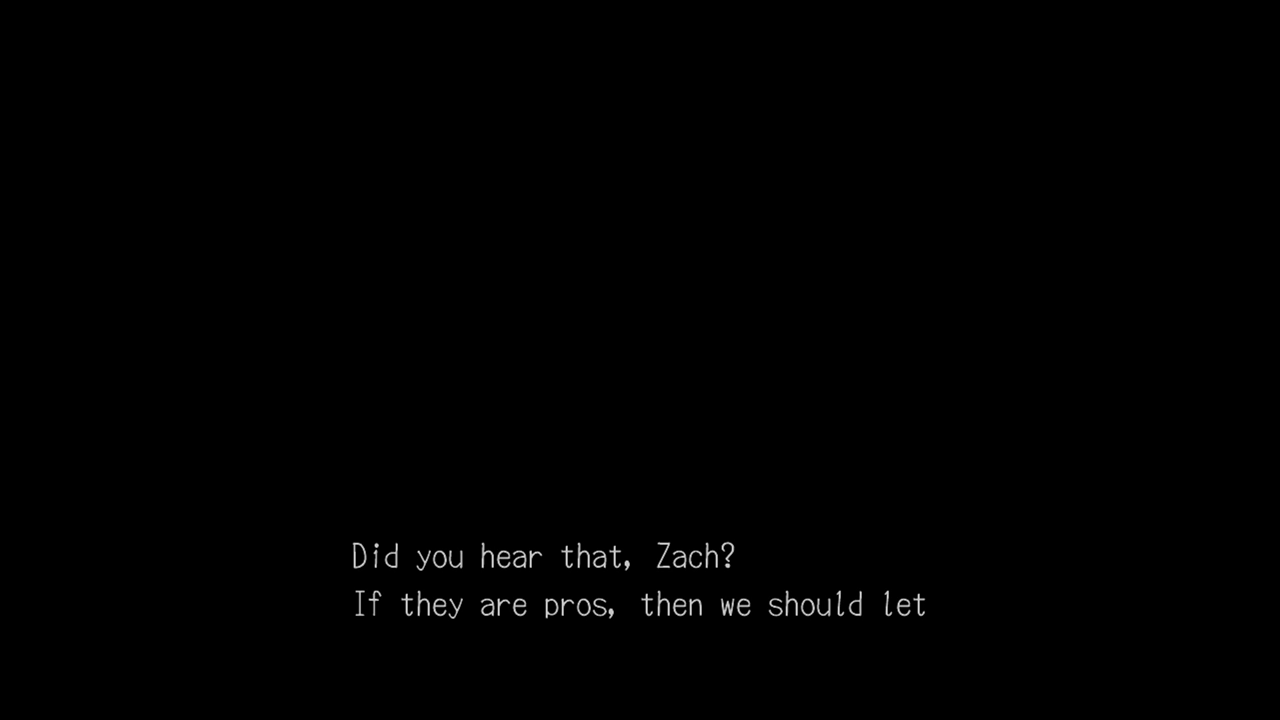 Did you hear that, Zach?
If they are pros, then we should let